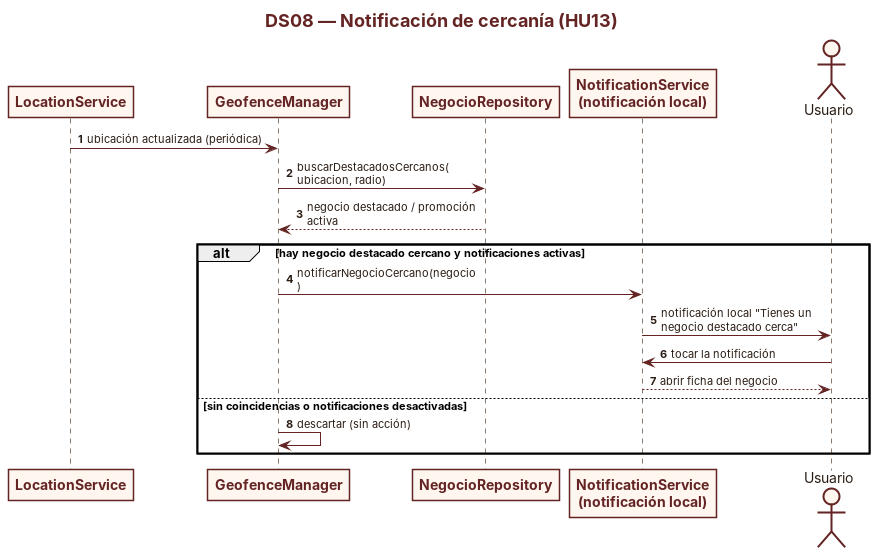 DS08 — Notificación de cercanía (HU13)
LocationService
GeofenceManager
NegocioRepository
NotificationService
(notificación local)
Usuario
1 ubicación actualizada (periódica)
2 buscarDestacadosCercanos(
ubicacion, radio)
3 negocio destacado / promoción
activa
alt [hay negocio destacado cercano y notificaciones activas]
4 notificarNegocioCercano(negocio
)
5 notificación local "Tienes un
negocio destacado cerca"
6 tocar la notificación
7 abrir ficha del negocio
[sin coincidencias o notificaciones desactivadas]
8 descartar (sin acción)
LocationService
GeofenceManager
NegocioRepository
NotificationService
(notificación local)
Usuario